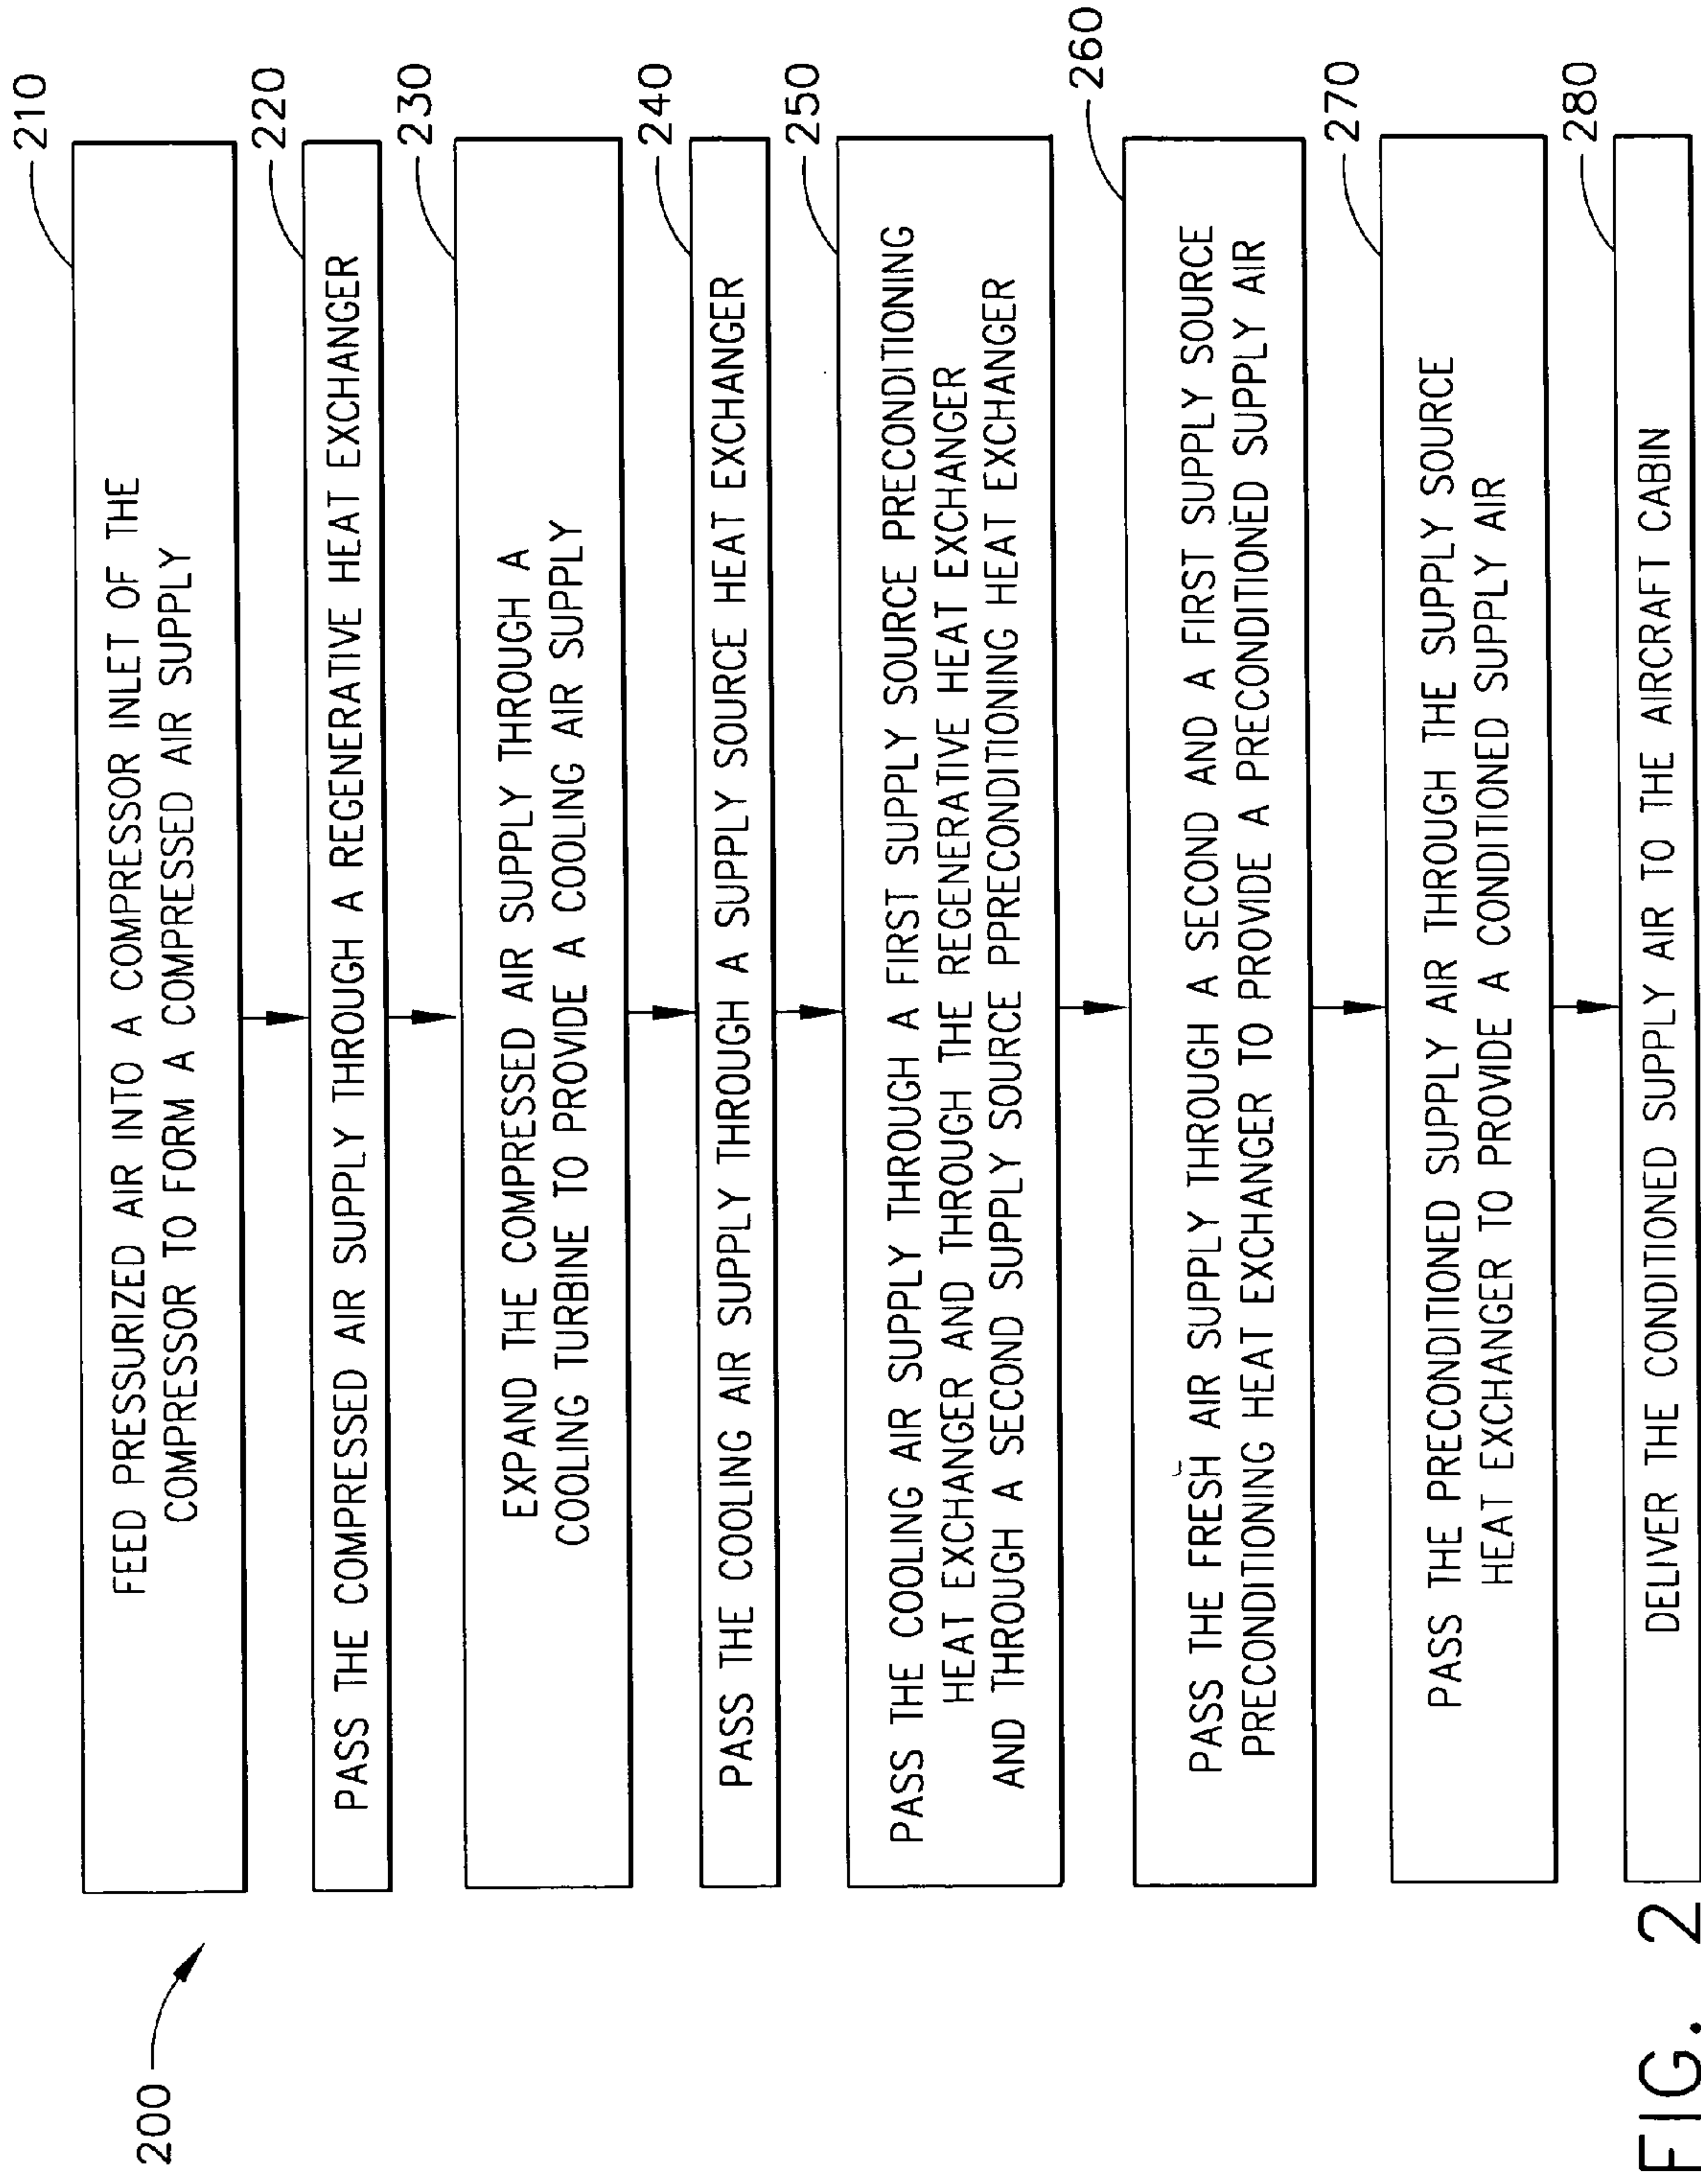 200
210
FEED PRESSURIZED AIR INTO A COMPRESSOR INLET OF THE
COMPRESSOR TO FORM A COMPRESSED AIR SUPPLY
220
PASS THE COMPRESSED AIR SUPPLY THROUGH A REGENERATIVE HEAT EXCHANGER
230
EXPAND THE COMPRESSED AIR SUPPLY THROUGH A
COOLING TURBINE TO PROVIDE A COOLING AIR SUPPLY
240
PASS THE COOLING AIR SUPPLY THROUGH A SUPPLY SOURCE HEAT EXCHANGER
250
PASS THE COOLING AIR SUPPLY THROUGH A FIRST SUPPLY SOURCE PRECONDITIONING
HEAT EXCHANGER AND THROUGH THE REGENERATIVE HEAT EXCHANGER
AND THROUGH A SECOND SUPPLY SOURCE PPRECONDITIONING HEAT EXCHANGER
260
PASS THE FRESH AIR SUPPLY THROUGH A SECOND AND A FIRST SUPPLY SOURCE
PRECONDITIONING HEAT EXCHANGER TO PROVIDE A PRECONDITIONED SUPPLY AIR
270
PASS THE PRECONDITIONED SUPPLY AIR THROUGH THE SUPPLY SOURCE
HEAT EXCHANGER TO PROVIDE A CONDITIONED SUPPLY AIR
280
DELIVER THE CONDITIONED SUPPLY AIR TO THE AIRCRAFT CABIN
FIG. 2